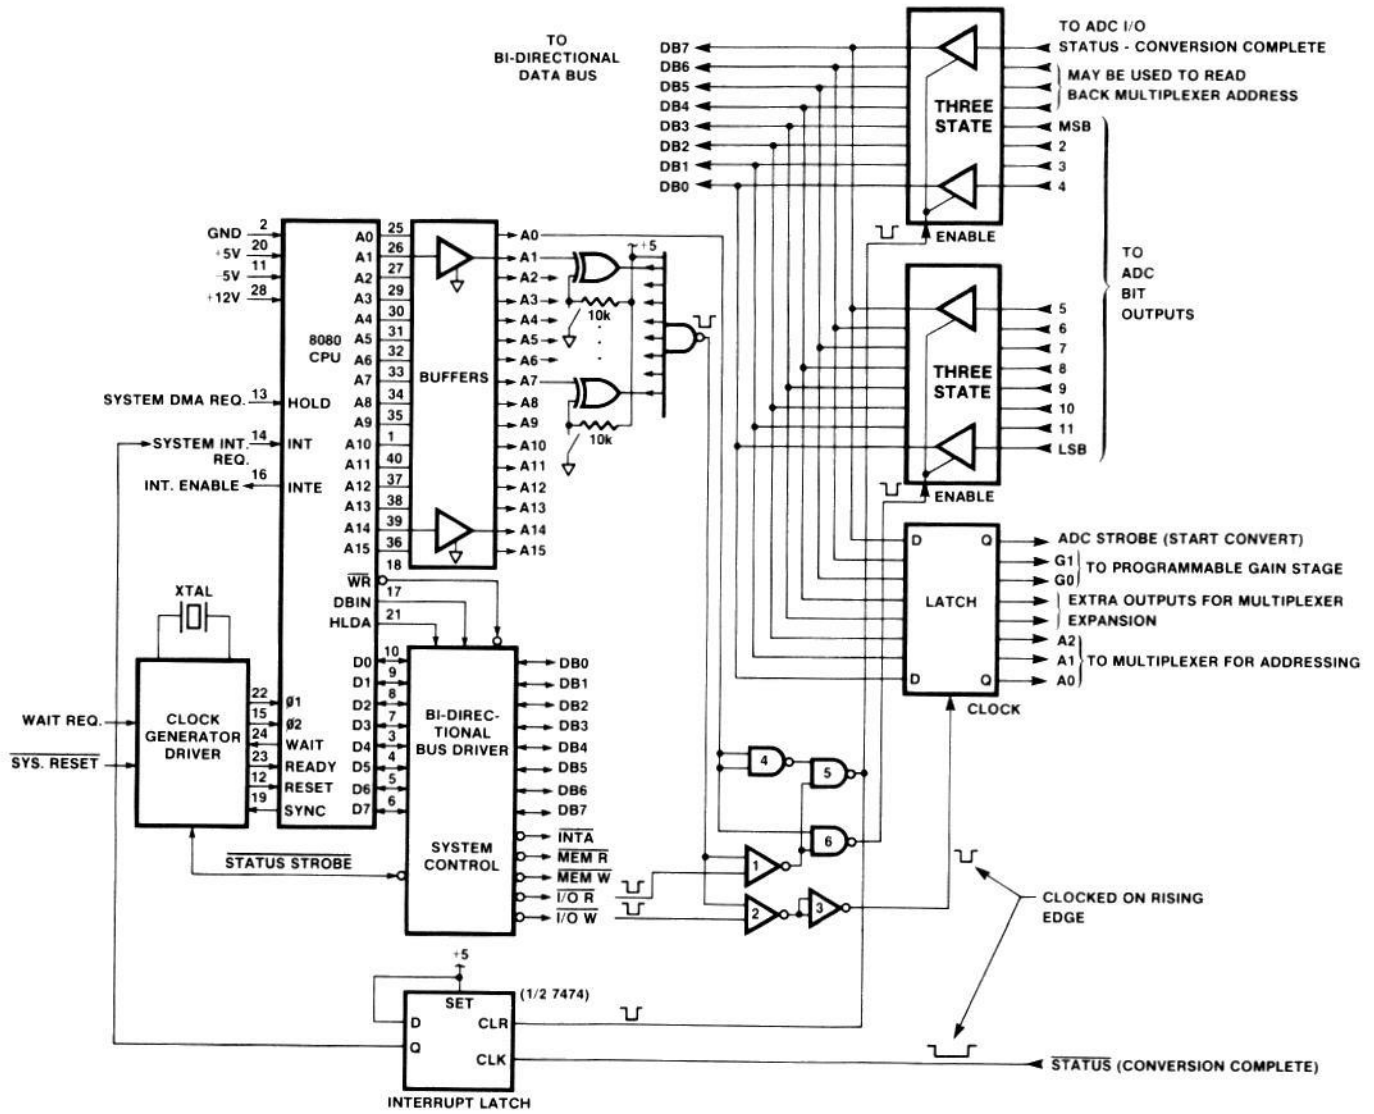 TO
BI-DIRECTIONAL
DATA BUS
DB7
DB6
DB5
DB4
DB3
DB2
DB1
DB0
THREE
STATE
ENABLE
TO ADC I/O
STATUS - CONVERSION COMPLETE
MAY BE USED TO READ
BACK MULTIPLEXER ADDRESS
MSB
2
3
4
TO
ADC
BIT
OUTPUTS
THREE
STATE
ENABLE
5
6
7
8
9
10
11
LSB
GND
+5V
-5V
+12V
2
20
11
28
8080
CPU
SYSTEM DMA REQ.
13
HOLD
SYSTEM INT.
REQ.
14
INT
INT. ENABLE
16
INTE
A0
A1
A2
A3
A4
A5
A6
A7
A8
A9
A10
A11
A12
A13
A14
A15
25
26
27
29
30
31
32
33
34
35
1
40
37
38
39
36
BUFFERS
A0
A1
A2
A3
A4
A5
A6
A7
A8
A9
A10
A11
A12
A13
A14
A15
+5
10k
10k
18
WR
17
DBIN
21
HLDA
XTAL
CLOCK
GENERATOR
DRIVER
WAIT REQ.
SYS. RESET
22
15
24
23
12
19
Ø1
Ø2
WAIT
READY
RESET
SYNC
D0
D1
D2
D3
D4
D5
D6
D7
10
9
8
7
3
4
5
6
BI-DIREC-
TIONAL
BUS DRIVER
SYSTEM
CONTROL
STATUS STROBE
DB0
DB1
DB2
DB3
DB4
DB5
DB6
DB7
INTA
MEM R
MEM W
I/O R
I/O W
D
Q
LATCH
D
Q
CLOCK
ADC STROBE (START CONVERT)
G1
G0
TO PROGRAMMABLE GAIN STAGE
EXTRA OUTPUTS FOR MULTIPLEXER
EXPANSION
A2
A1
A0
TO MULTIPLEXER FOR ADDRESSING
4
5
6
1
2
3
CLOCKED ON RISING
EDGE
+5
SET
(1/2 7474)
D
Q
CLR
CLK
INTERRUPT LATCH
STATUS (CONVERSION COMPLETE)